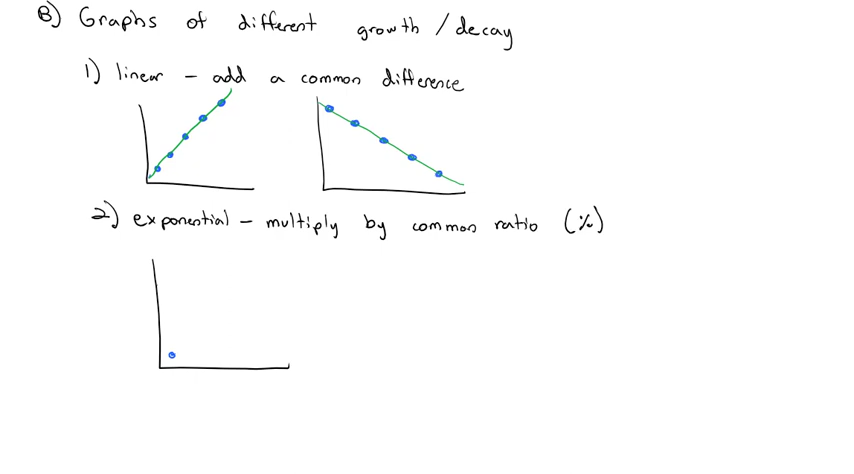 B) Graphs of different growth / decay
1) linear - add a common difference
2) exponential - multiply by common ratio (%)